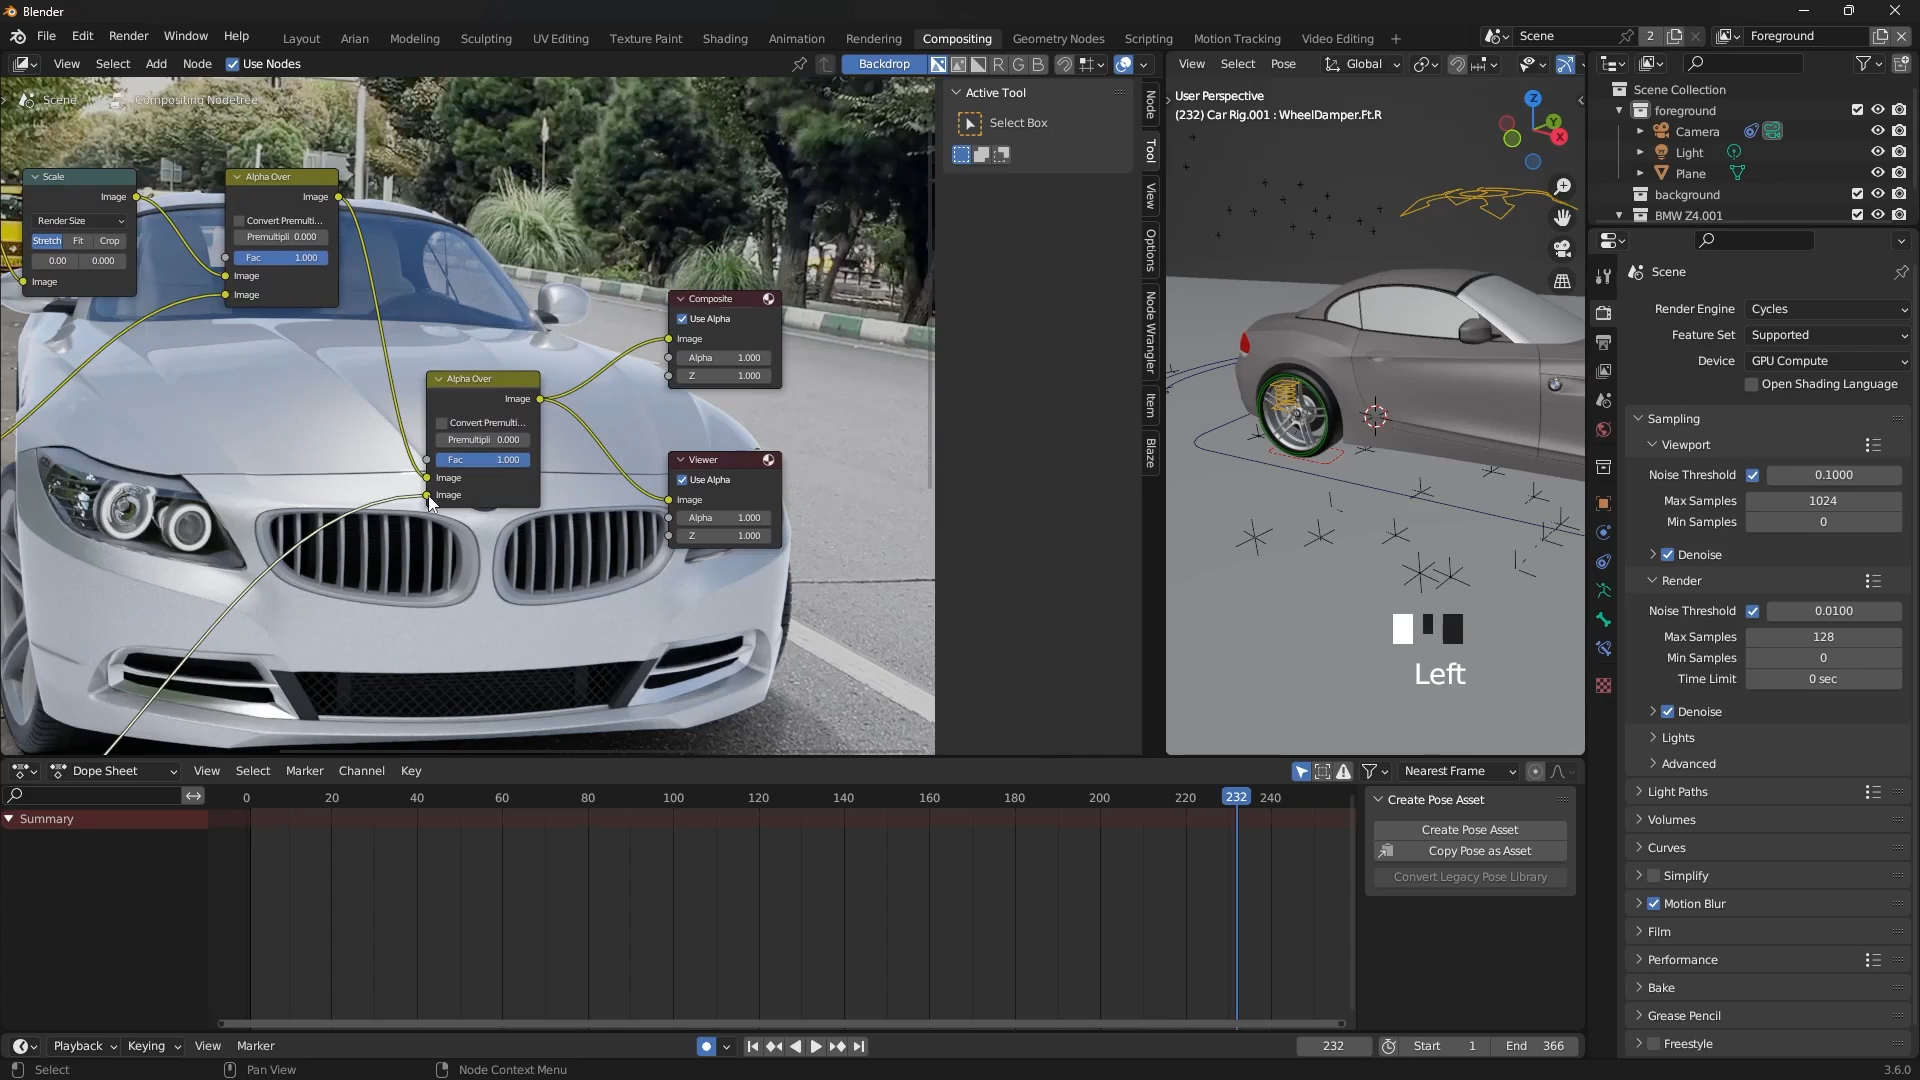 Blender
File Edit Render Window Help Layout Arian Modeling Sculpting UV Editing Texture Paint Shading Animation Rendering Compositing Geometry Nodes Scripting Motion Tracking Video Editing + Scene 2 Foreground
View Select Add Node Use Nodes Backdrop R G B
View Select Pose Global
Scene Compositing Nodetree
Active Tool
Select Box
Node
Tool
View
Options
Node Wrangler
Item
Blaze
Scale
Image
Render Size
Stretch Fit Crop
0.00 0.000
Image
Alpha Over
Image
Convert Premulti...
Premultipli 0.000
Fac 1.000
Image
Image
Alpha Over
Image
Convert Premulti...
Premultipli 0.000
Fac 1.000
Image
Image
Composite
Use Alpha
Image
Alpha 1.000
Z 1.000
Viewer
Use Alpha
Image
Alpha 1.000
Z 1.000
User Perspective
(232) Car Rig.001 : WheelDamper.Ft.R
Z
Y
X
Left
Scene Collection
foreground
Camera
Light
Plane
background
BMW Z4.001
Scene
Render Engine Cycles
Feature Set Supported
Device GPU Compute
Open Shading Language
Sampling
Viewport
Noise Threshold 0.1000
Max Samples 1024
Min Samples 0
Denoise
Render
Noise Threshold 0.0100
Max Samples 128
Min Samples 0
Time Limit 0 sec
Denoise
Lights
Advanced
Light Paths
Volumes
Curves
Simplify
Motion Blur
Film
Performance
Bake
Grease Pencil
Freestyle
Dope Sheet View Select Marker Channel Key Nearest Frame
0 20 40 60 80 100 120 140 160 180 200 220 232 240
Summary
Create Pose Asset
Create Pose Asset
Copy Pose as Asset
Convert Legacy Pose Library
Playback Keying View Marker 232 Start 1 End 366
Select Pan View Node Context Menu 3.6.0